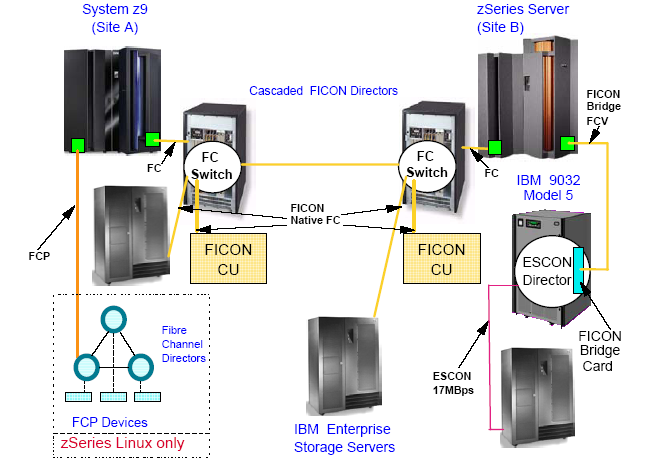 System z9
(Site A)
zSeries Server
(Site B)
Cascaded FICON Directors
FICON
Bridge
FCV
FC
Switch
FC
FC
Switch
FC
IBM 9032
Model 5
FICON
Native FC
FCP
FICON
CU
FICON
CU
ESCON
Director
Fibre
Channel
Directors
FICON
Bridge
Card
ESCON
17MBps
FCP Devices
zSeries Linux only
IBM Enterprise
Storage Servers